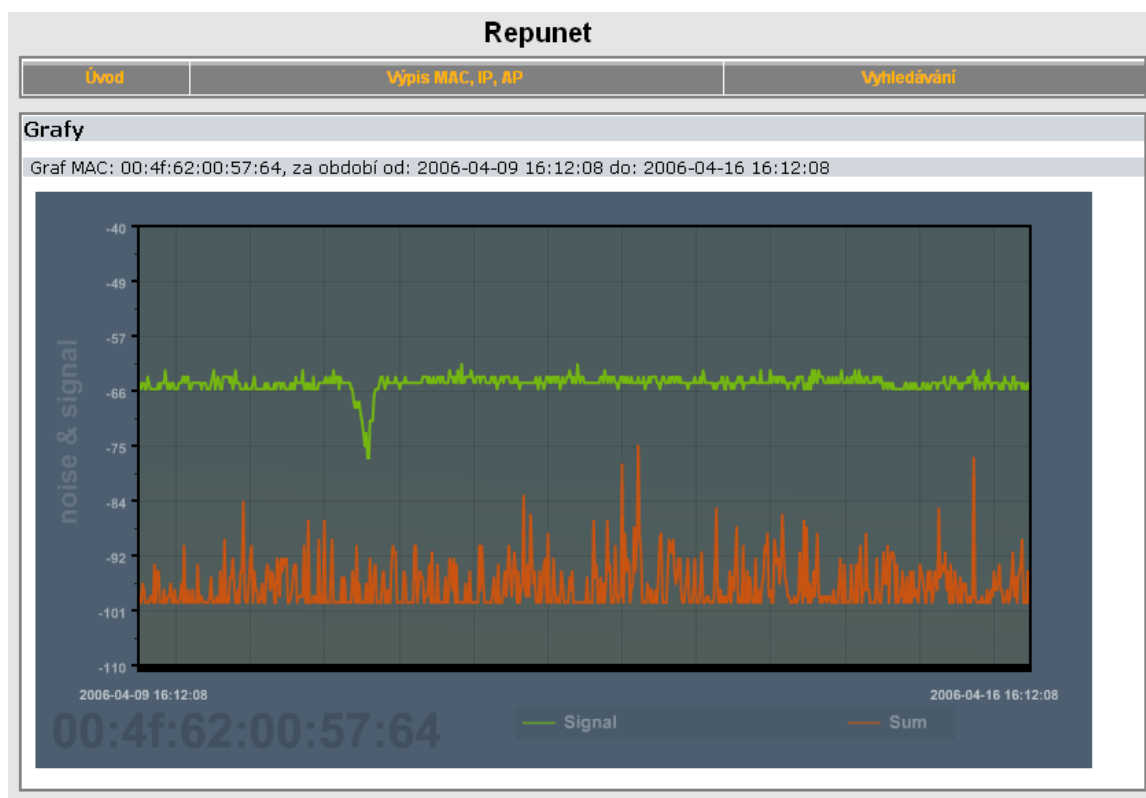 Repunet
Úvod Výpis MAC, IP, AP Vyhledávání
Grafy
Graf MAC: 00:4f:62:00:57:64, za období od: 2006-04-09 16:12:08 do: 2006-04-16 16:12:08
-40
-49
-57
-66
-75
-84
-92
-101
-110
noise & signal
2006-04-09 16:12:08 2006-04-16 16:12:08
00:4f:62:00:57:64
Signal Sum